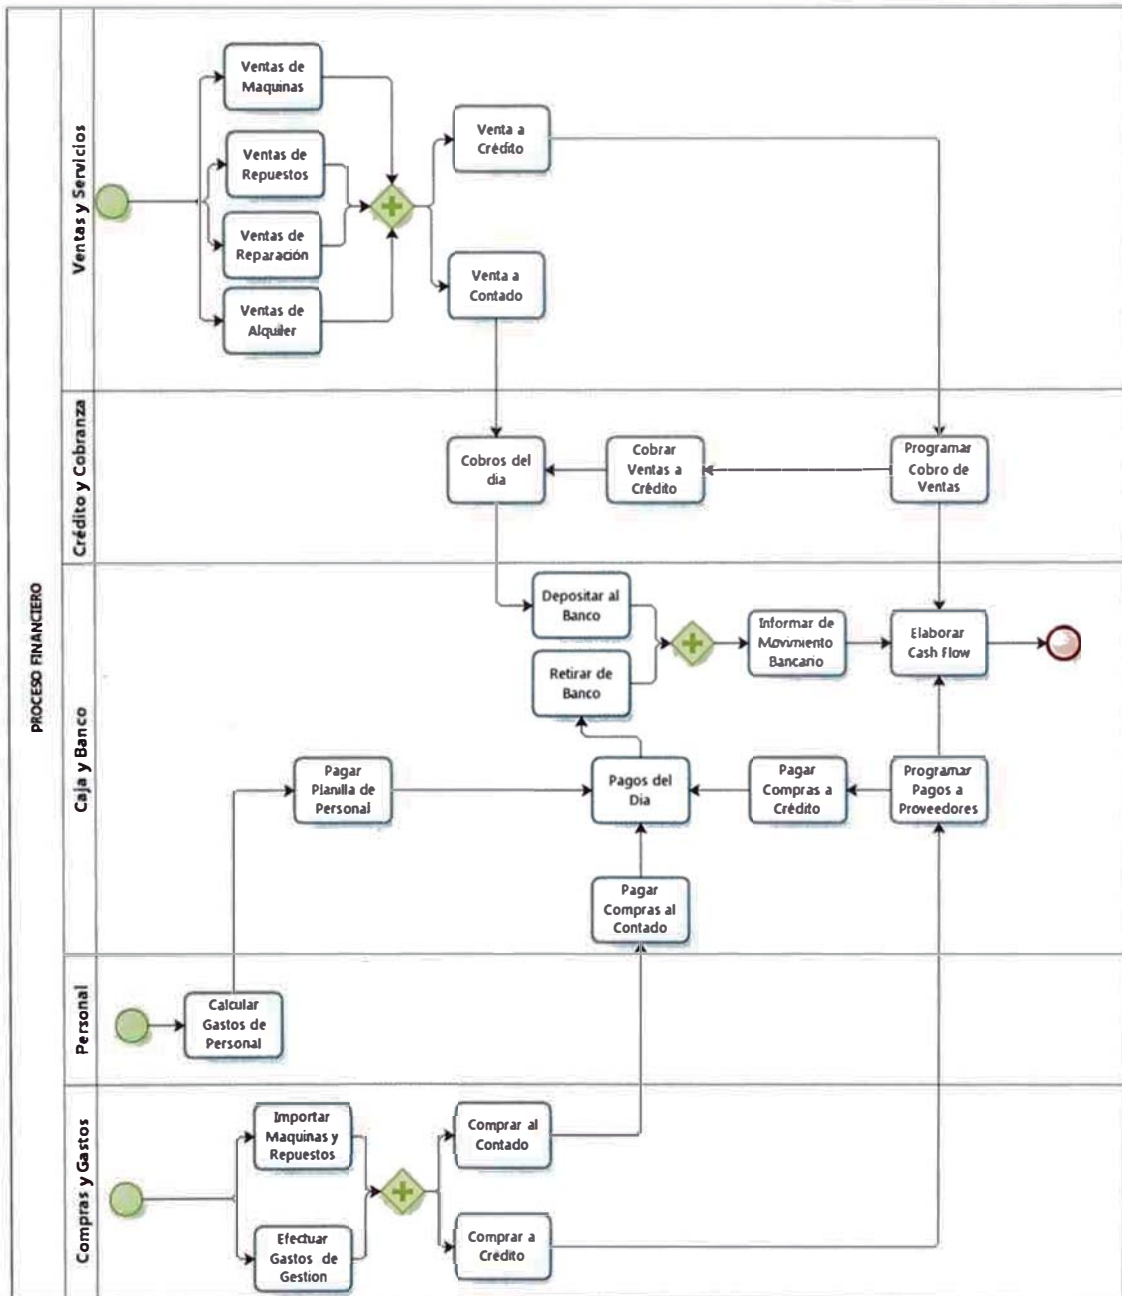 PROCESO FINANCIERO
Ventas y Servicios
Ventas de
Maquinas
Ventas de
Repuestos
Ventas de
Reparación
Ventas de
Alquiler
Venta a
Crédito
Venta a
Contado
Crédito y Cobranza
Cobros del
dia
Cobrar
Ventas a
Crédito
Programar
Cobro de
Ventas
Caja y Banco
Depositar al
Banco
Retirar de
Banco
Informar de
Movimiento
Bancario
Elaborar
Cash Flow
Pagar
Planilla de
Personal
Pagos del
Dia
Pagar
Compras a
Crédito
Programar
Pagos a
Proveedores
Pagar
Compras al
Contado
Personal
Calcular
Gastos de
Personal
Compras y Gastos
Importar
Maquinas y
Repuestos
Efectuar
Gastos de
Gestion
Comprar al
Contado
Comprar a
Crédito